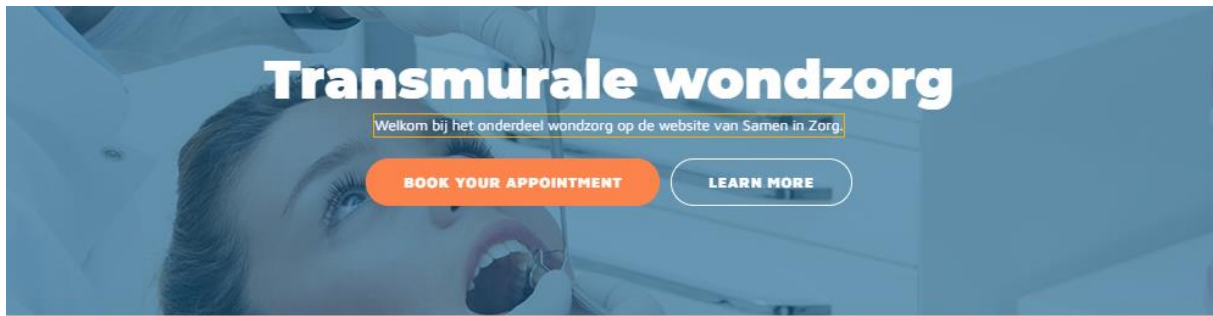 Transmurale wondzorg
Welkom bij het onderdeel wondzorg op de website van Samen in Zorg.
BOOK YOUR APPOINTMENT
LEARN MORE